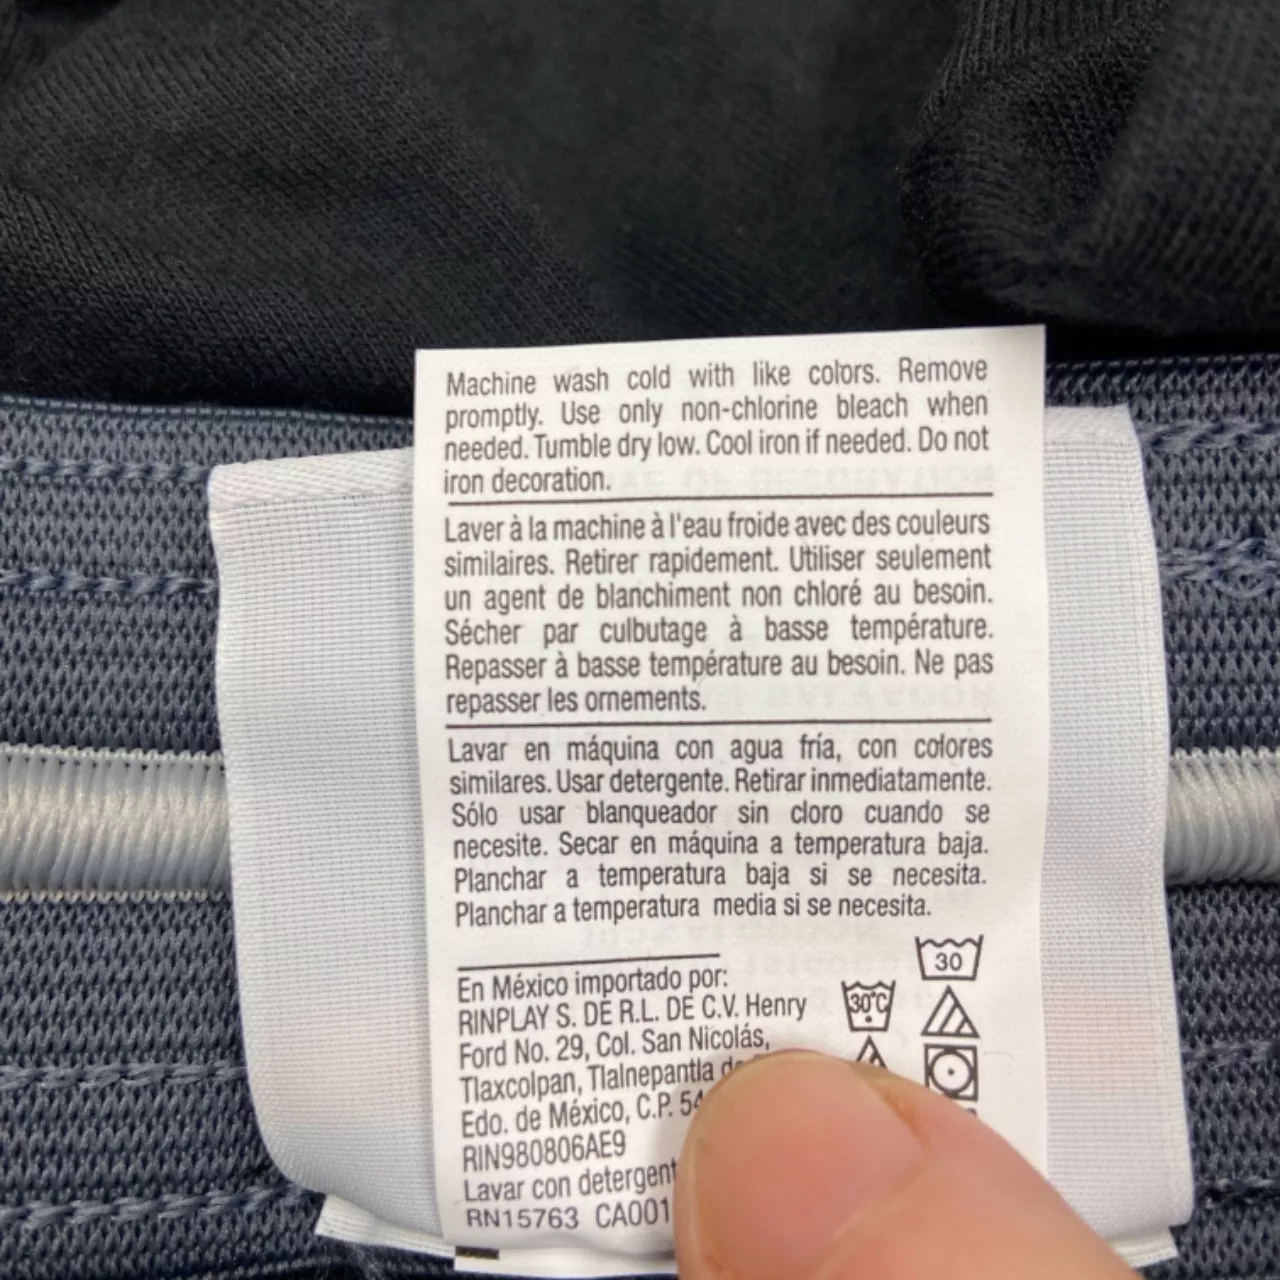 Machine wash cold with like colors. Remove
promptly. Use only non-chlorine bleach when
needed. Tumble dry low. Cool iron if needed. Do not
iron decoration.
Laver à la machine à l'eau froide avec des couleurs
similaires. Retirer rapidement. Utiliser seulement
un agent de blanchiment non chloré au besoin.
Sécher par culbutage à basse température.
Repasser à basse température au besoin. Ne pas
repasser les ornements.
Lavar en máquina con agua fría, con colores
similares. Usar detergente. Retirar inmediatamente.
Sólo usar blanqueador sin cloro cuando se
necesite. Secar en máquina a temperatura baja.
Planchar a temperatura baja si se necesita.
Planchar a temperatura media si se necesita.
En México importado por:
RINPLAY S. DE R.L. DE C.V. Henry
Ford No. 29, Col. San Nicolás,
Tlaxcolpan, Tlalnepantla
Edo. de México, C.P.
RIN980806AE9
Lavar con
RN15763
30
30°C